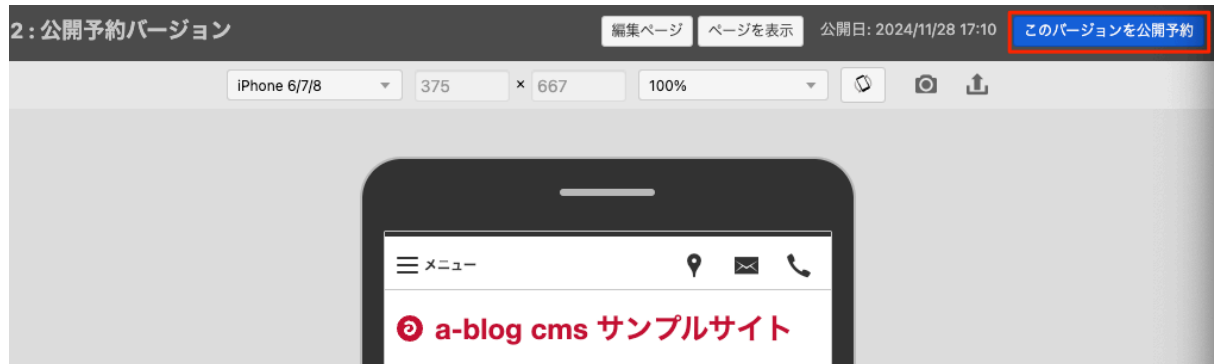 2 : 公開予約バージョン 編集ページ ページを表示 公開日: 2024/11/28 17:10 このバージョンを公開予約
iPhone 6/7/8 375 × 667 100%
メニュー
a-blog cms サンプルサイト